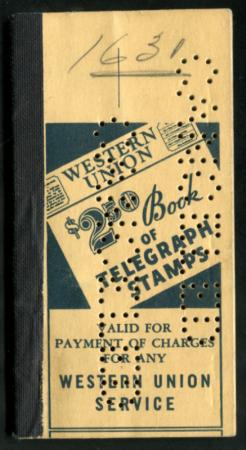 1631
WESTERN
UNION
$2.50 Book
OF
TELEGRAPH
STAMPS
VALID FOR
PAYMENT OF CHARGES
FOR ANY
WESTERN UNION
SERVICE